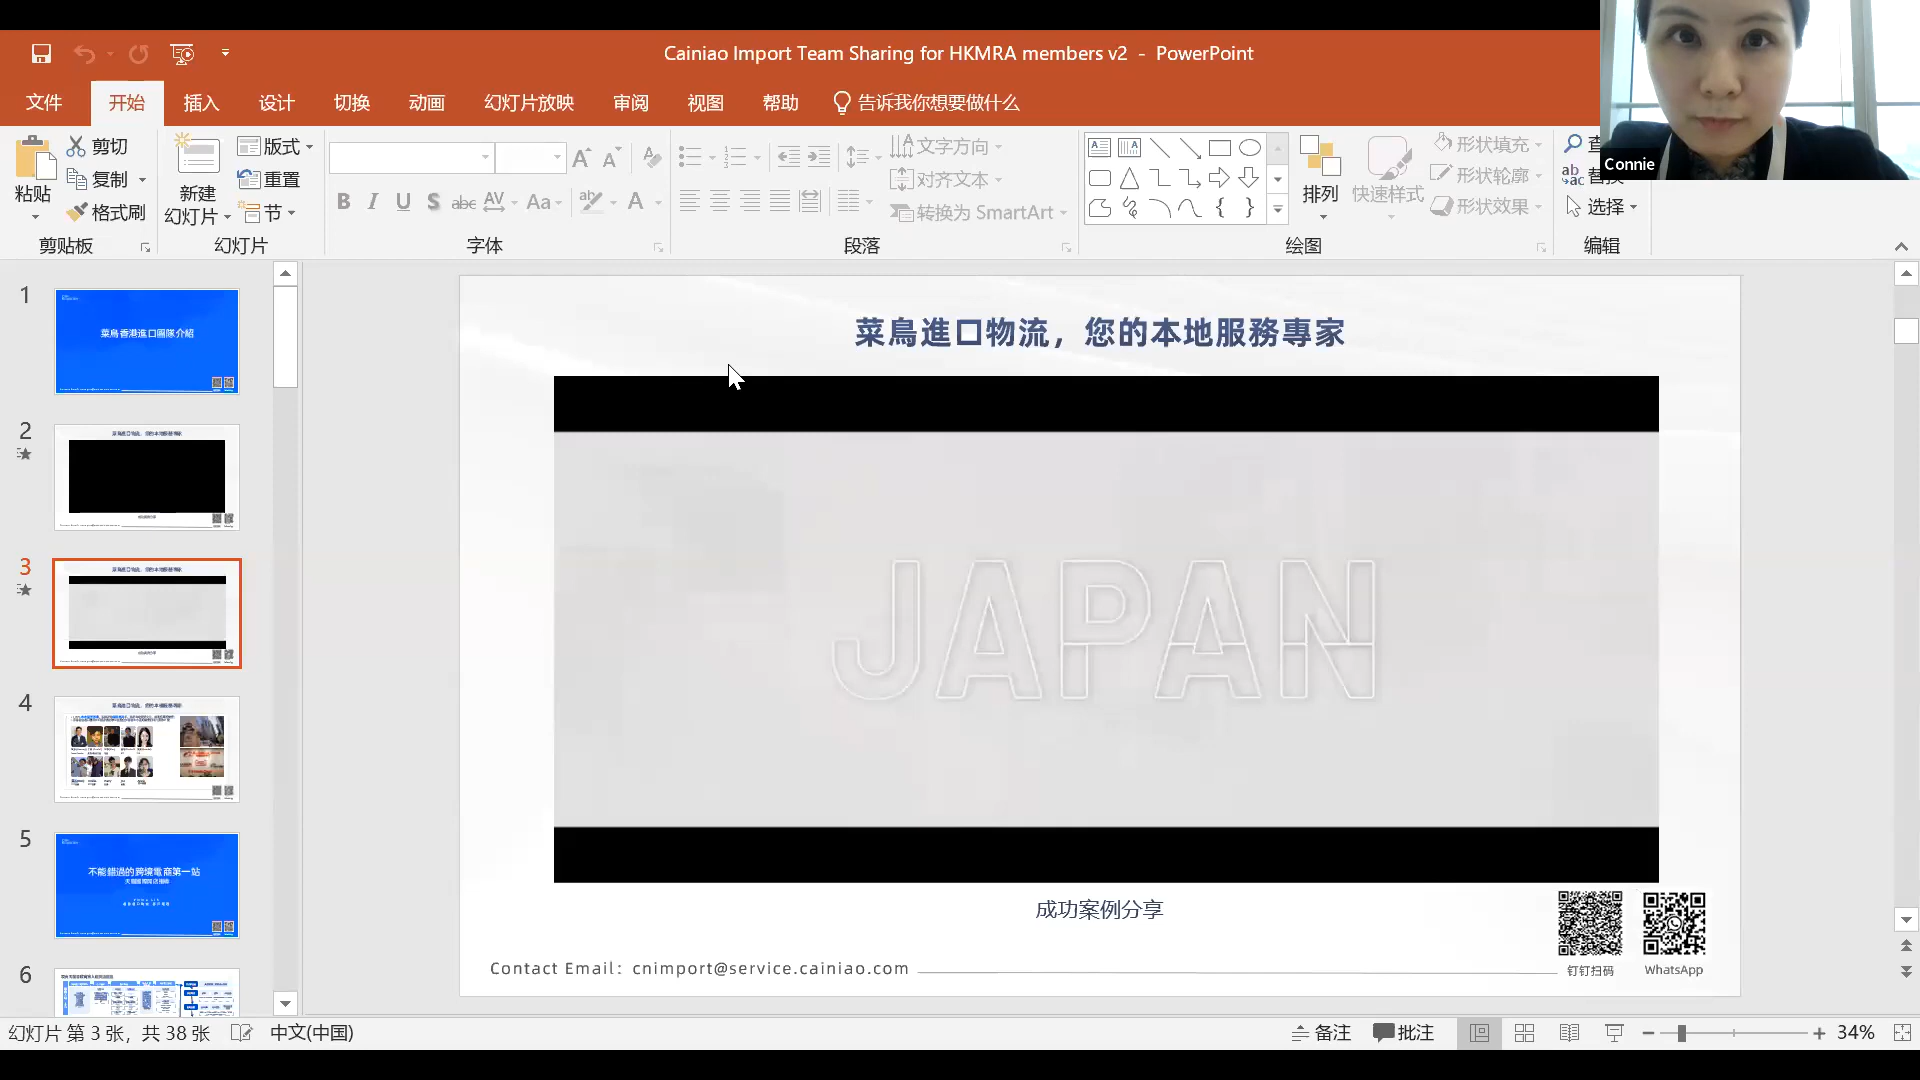 Cainiao Import Team Sharing for HKMRA members v2 - PowerPoint
Connie
文件
开始
插入
设计
切换
动画
幻灯片放映
审阅
视图
帮助
告诉我你想要做什么
粘贴
剪切
复制
格式刷
剪贴板
新建
幻灯片
版式
重置
节
幻灯片
B I U S abc AV Aa A
字体
文字方向
对齐文本
转换为 SmartArt
段落
排列
快速样式
形状填充
形状轮廓
形状效果
绘图
选择
编辑
1
菜鳥香港進口團隊介紹
2
3
4
5
不能錯過的跨境電商第一站
6
菜鳥進口物流，您的本地服務專家
JAPAN
成功案例分享
Contact Email：cnimport@service.cainiao.com
钉钉扫码
WhatsApp
幻灯片 第 3 张，共 38 张
中文(中国)
备注
批注
34%